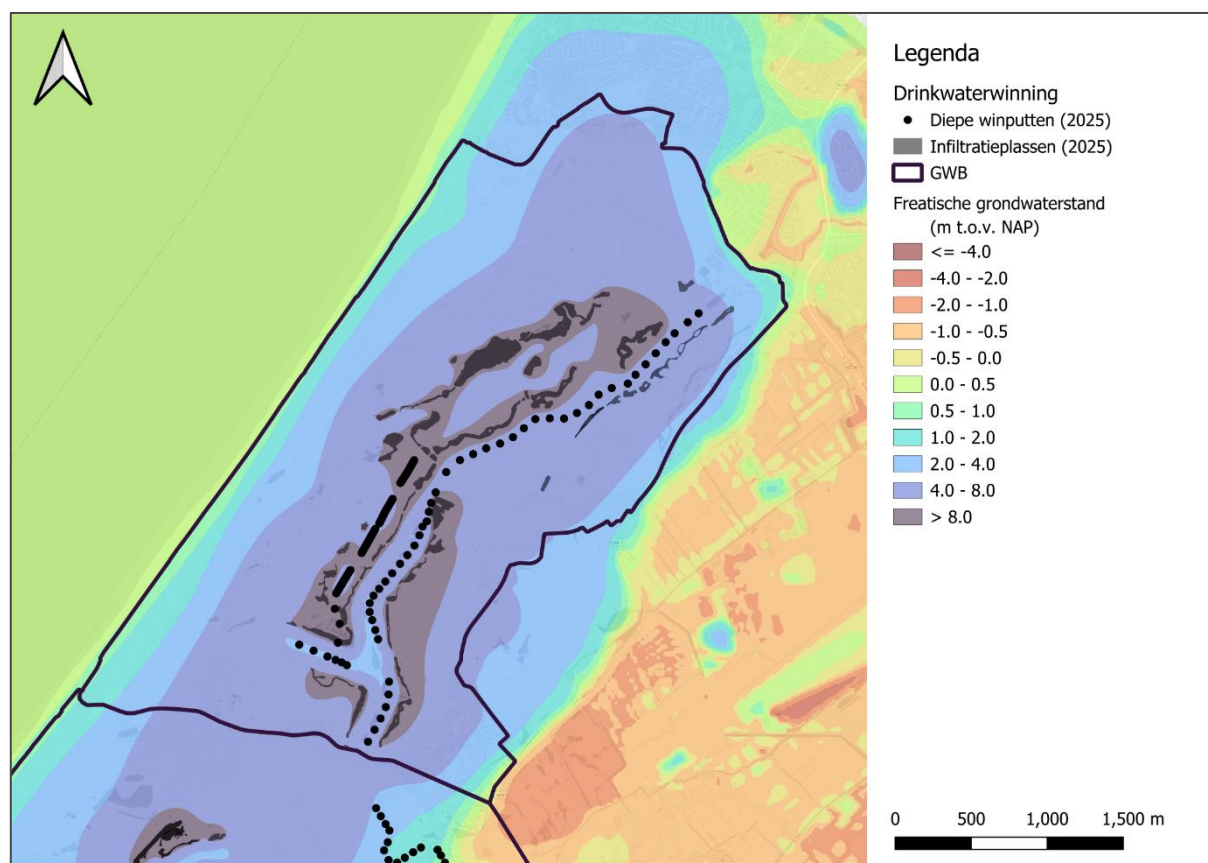 Legenda
Drinkwaterwinning
Diepe winputten (2025)
Infiltratieplassen (2025)
GWB
Freatische grondwaterstand
(m t.o.v. NAP)
<= -4.0
-4.0 - -2.0
-2.0 - -1.0
-1.0 - -0.5
-0.5 - 0.0
0.0 - 0.5
0.5 - 1.0
1.0 - 2.0
2.0 - 4.0
4.0 - 8.0
> 8.0
0 500 1,000 1,500 m